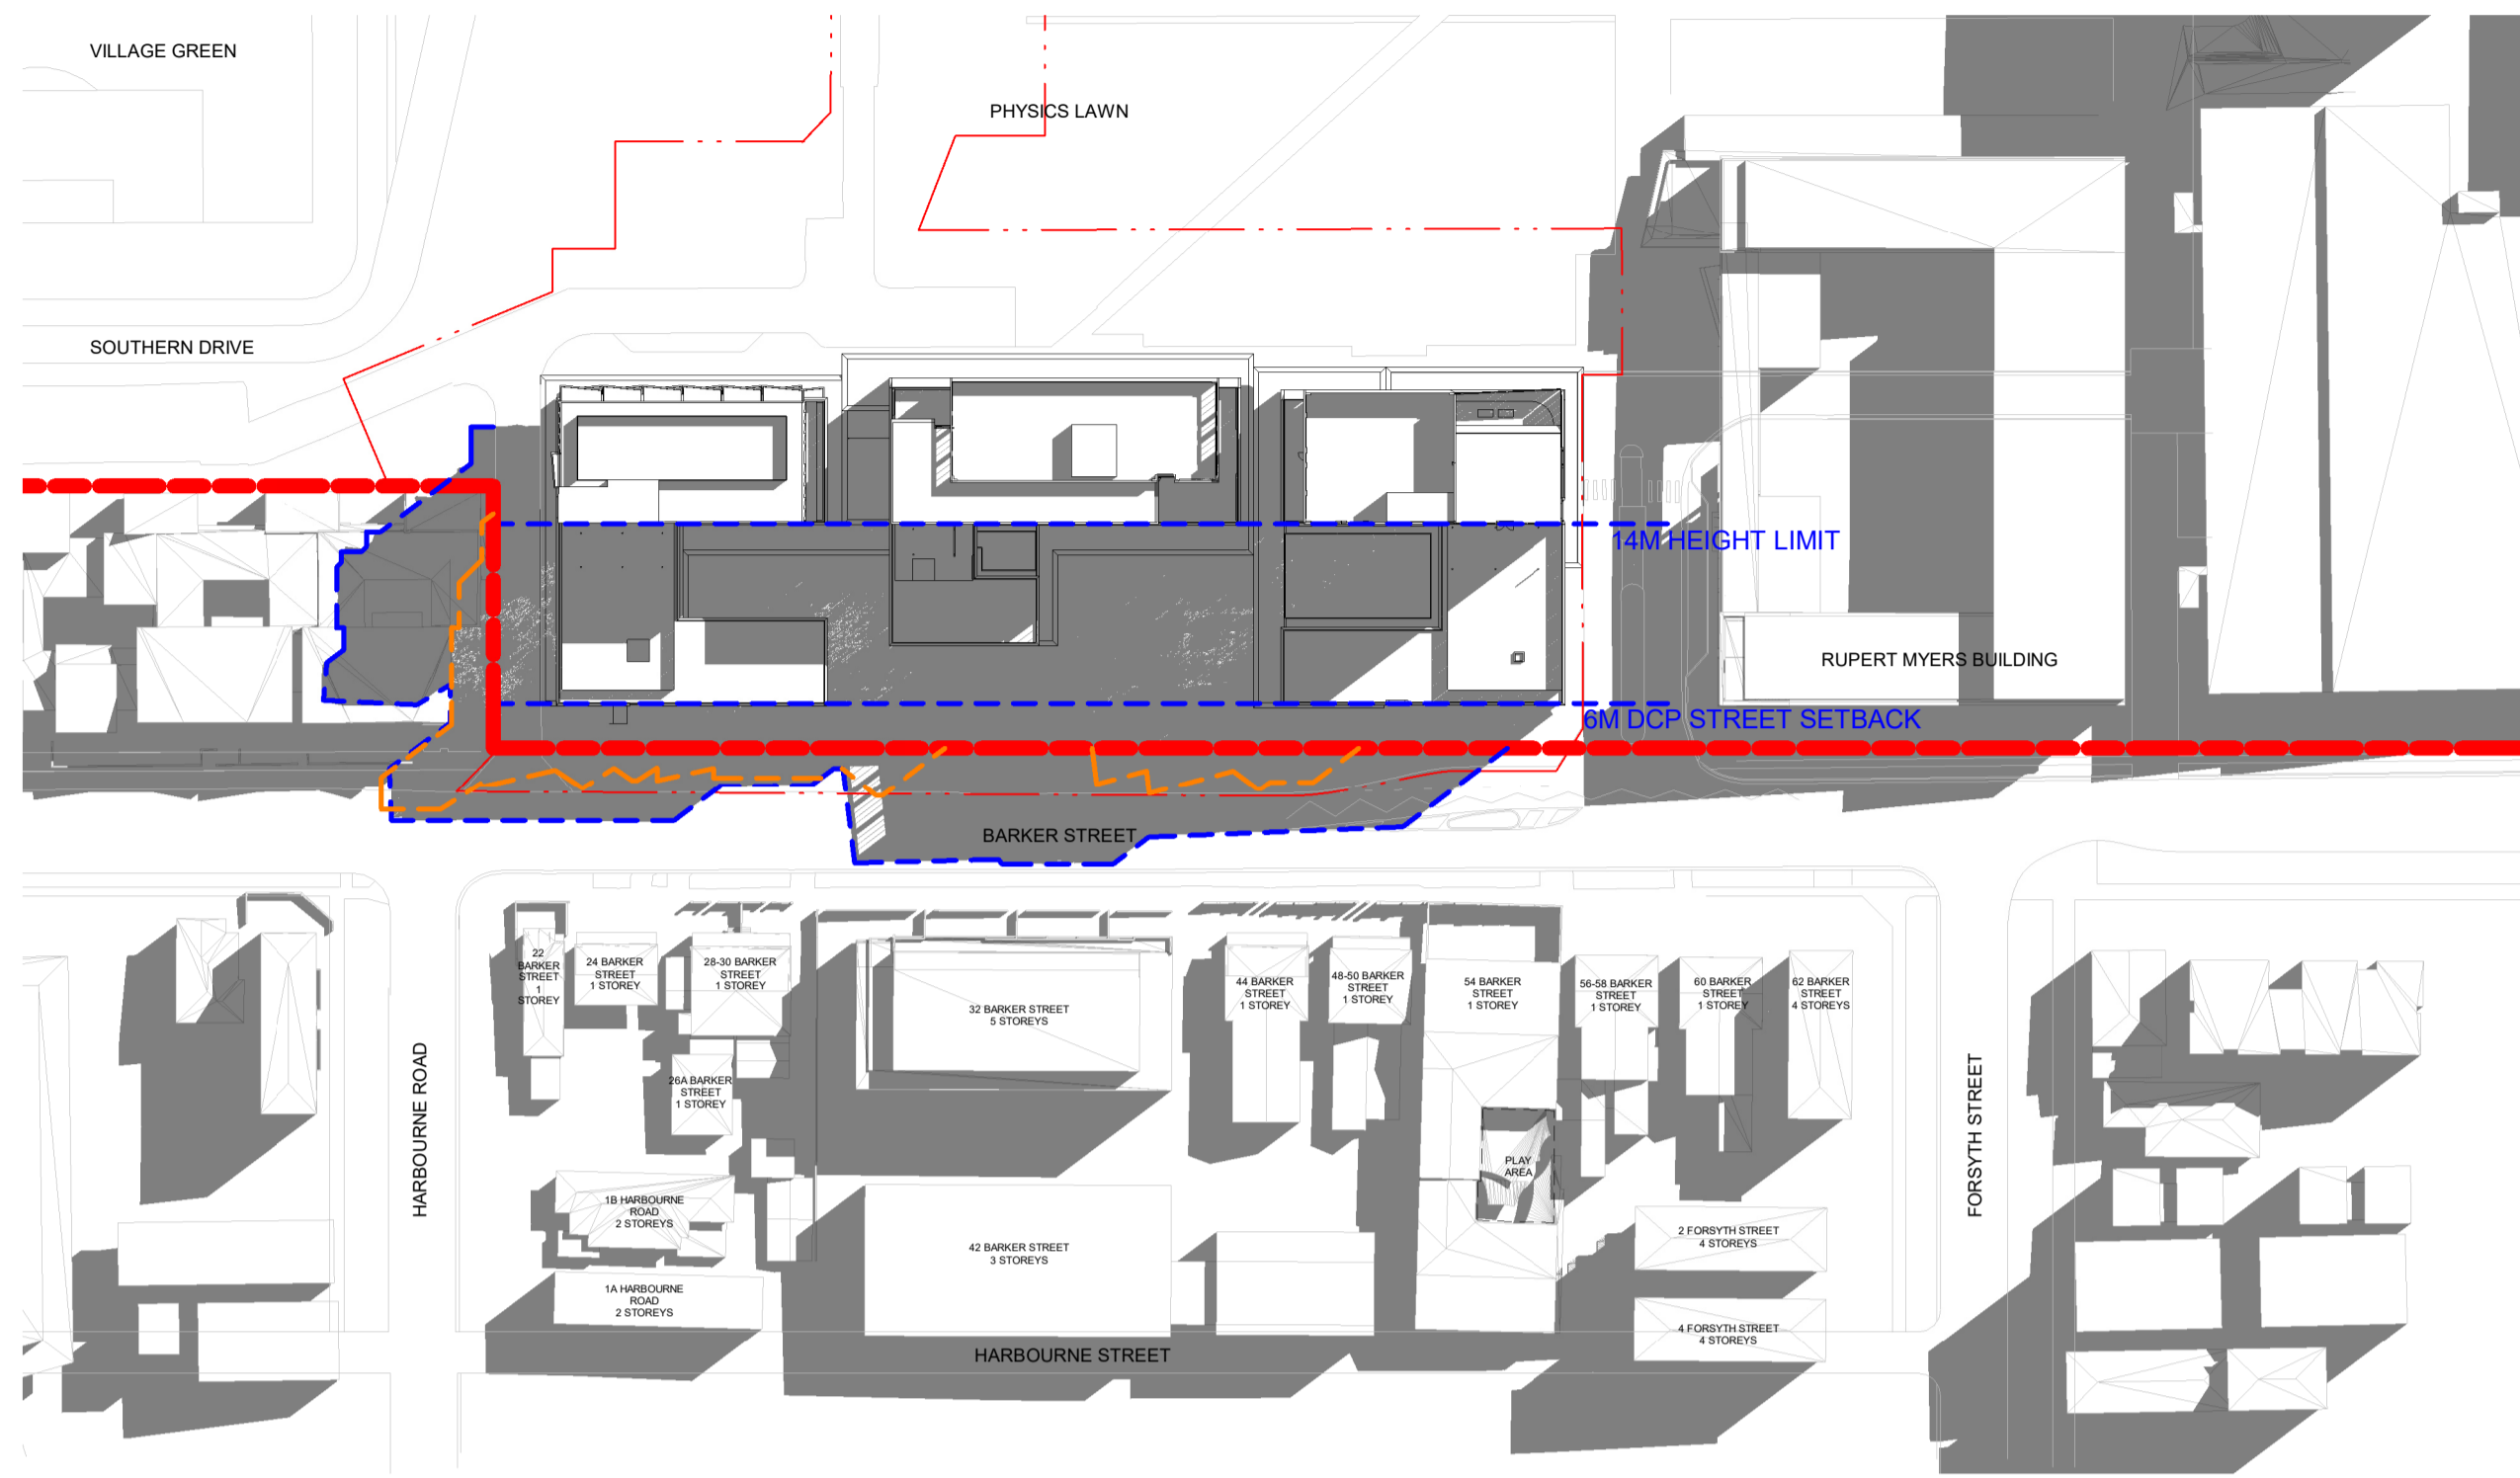 VILLAGE GREEN
PHYSICS LAWN
SOUTHERN DRIVE
14M HEIGHT LIMIT
RUPERT MYERS BUILDING
6M DCP STREET SETBACK
BARKER STREET
22
BARKER
STREET
1
STOREY
24 BARKER
STREET
1 STOREY
28-30 BARKER
STREET
1 STOREY
26A BARKER
STREET
1 STOREY
32 BARKER STREET
5 STOREYS
44 BARKER
STREET
1 STOREY
48-50 BARKER
STREET
1 STOREY
54 BARKER
STREET
1 STOREY
56-58 BARKER
STREET
1 STOREY
60 BARKER
STREET
1 STOREY
62 BARKER
STREET
4 STOREYS
HARBOURNE ROAD
FORSYTH STREET
PLAY
AREA
1B HARBOURNE
ROAD
2 STOREYS
42 BARKER STREET
3 STOREYS
2 FORSYTH STREET
4 STOREYS
1A HARBOURNE
ROAD
2 STOREYS
4 FORSYTH STREET
4 STOREYS
HARBOURNE STREET